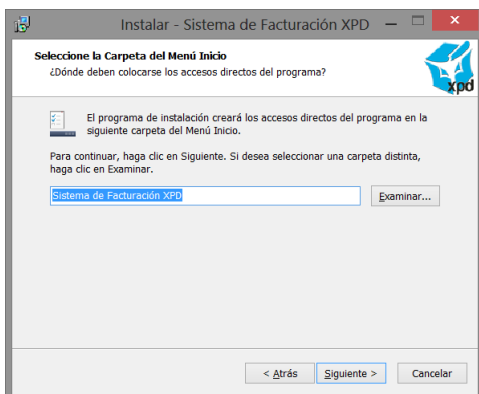 Instalar - Sistema de Facturación XPD
Seleccione la Carpeta del Menú Inicio
¿Dónde deben colocarse los accesos directos del programa?
xpd
El programa de instalación creará los accesos directos del programa en la
siguiente carpeta del Menú Inicio.
Para continuar, haga clic en Siguiente. Si desea seleccionar una carpeta distinta,
haga clic en Examinar.
Sistema de Facturación XPD
Examinar...
< Atrás
Siguiente >
Cancelar